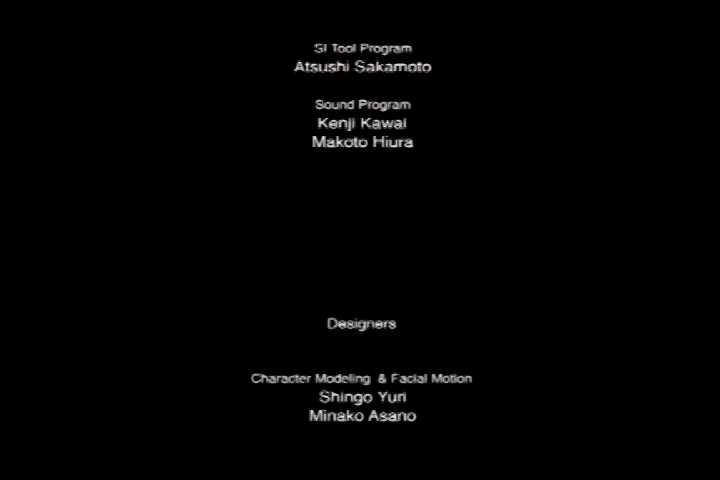 SI Tool Program
Atsushi Sakamoto
Sound Program
Kenji Kawai
Makoto Hiura
Designers
Character Modeling & Facial Motion
Shingo Yuri
Minako Asano